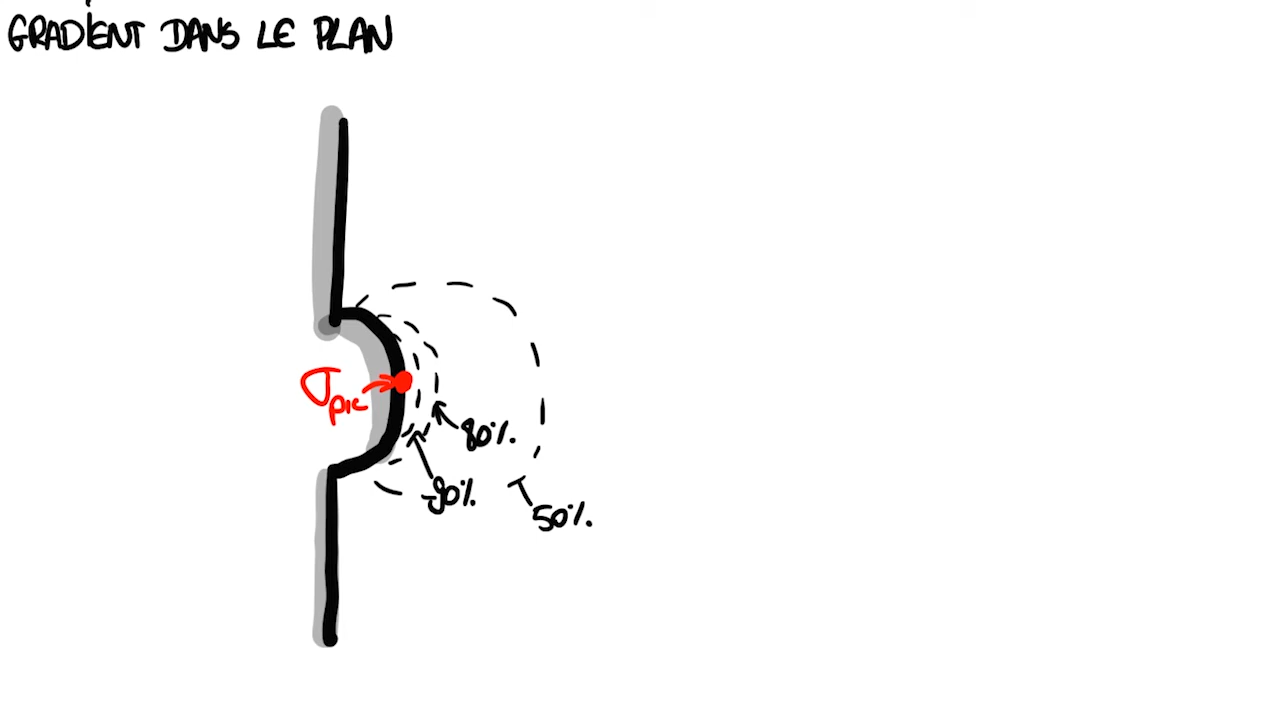 GRADIENT DANS LE PLAN
σpic
80%.
90%
50%.